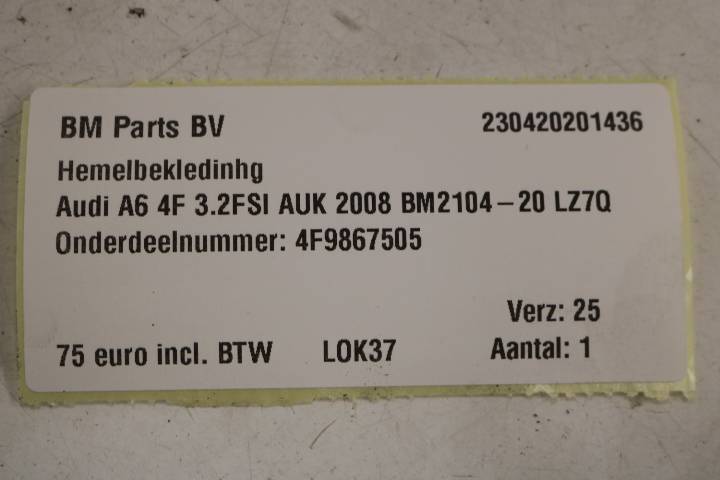 BM Parts BV 230420201436
Hemelbekledinhg
Audi A6 4F 3.2FSI AUK 2008 BM2104-20 LZ7Q
Onderdeelnummer: 4F9867505
Verz: 25
75 euro incl. BTW LOK37 Aantal: 1